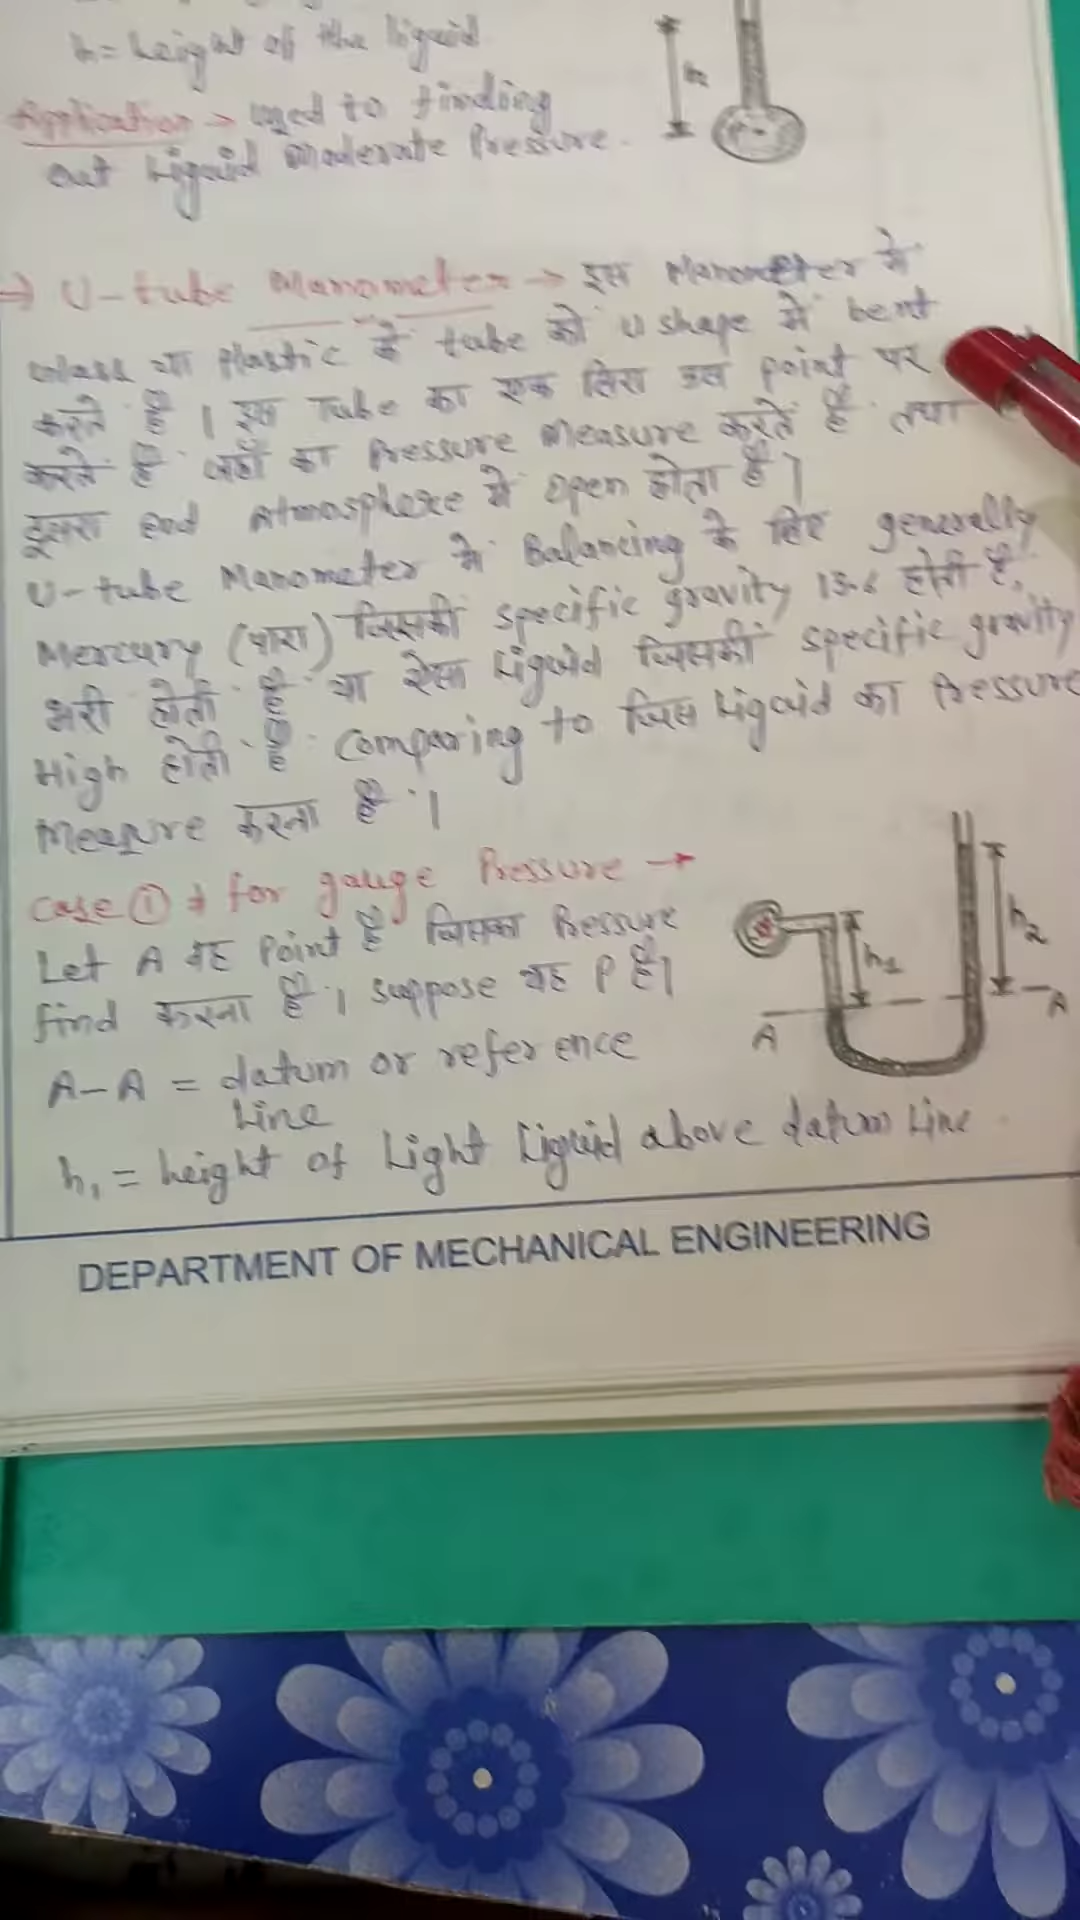 h = height of the liquid
h
Application → used to finding
out Liquid Moderate Pressure.
→ U-tube Manometer → इस Manometer में
Glass या Plastic के tube को U shape में bent
करते हैं। इस Tube का एक सिरा उस point पर
करते हैं जहाँ का Pressure Measure करते हैं तथा
दूसरा end Atmosphere में open होता है।
U-tube Manometer में Balancing के लिए generally
Mercury (पारा) जिसकी specific gravity 13.6 होती है,
भरी होती है या ऐसा Liquid जिसकी specific gravity
High होती है Comparing to जिस Liquid का Pressure
Measure करना है।
Case ① for gauge Pressure →
Let A वह Point है जिसका Pressure
find करना है। suppose यह P है।
A-A = datum or reference
Line
h₁ = height of Light Liquid above datum Line.
h₁
h₂
A
A
DEPARTMENT OF MECHANICAL ENGINEERING